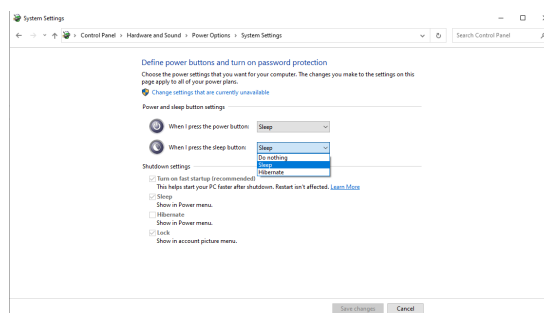 System Settings
Control Panel > Hardware and Sound > Power Options > System Settings
Search Control Panel
Define power buttons and turn on password protection
Choose the power settings that you want for your computer. The changes you make to the settings on this
page apply to all of your power plans.
Change settings that are currently unavailable
Power and sleep button settings
When I press the power button: Sleep
When I press the sleep button: Sleep
Do nothing
Sleep
Hibernate
Shutdown settings
Turn on fast startup (recommended)
This helps start your PC faster after shutdown. Restart isn't affected. Learn More
Sleep
Show in Power menu.
Hibernate
Show in Power menu.
Lock
Show in account picture menu.
Save changes Cancel